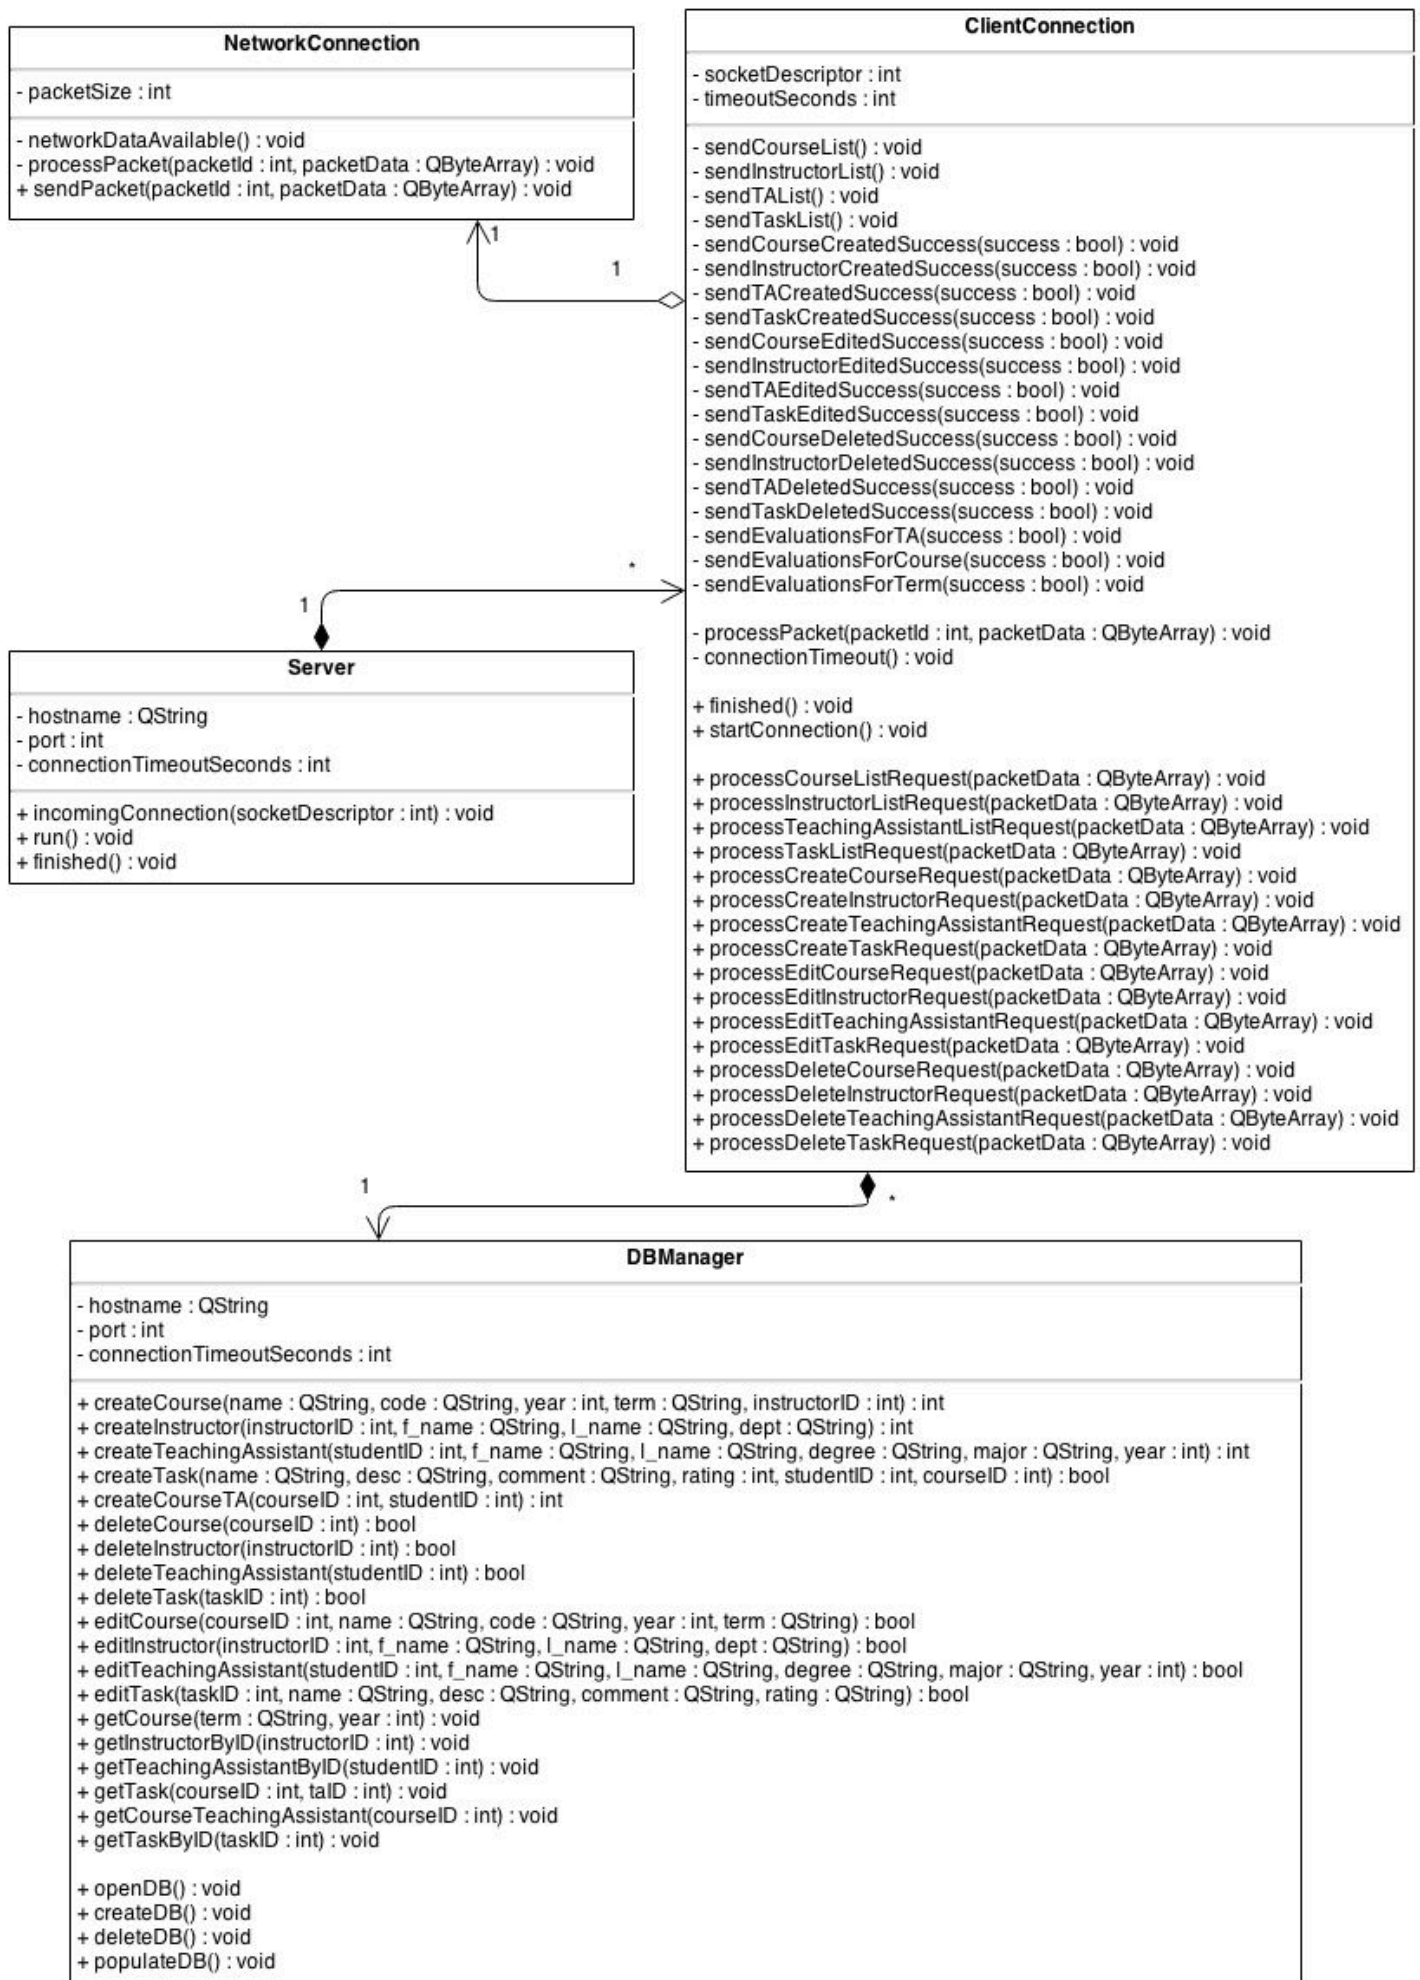 NetworkConnection
- packetSize : int
- networkDataAvailable() : void
- processPacket(packetId : int, packetData : QByteArray) : void
+ sendPacket(packetId : int, packetData : QByteArray) : void
1
1
ClientConnection
- socketDescriptor : int
- timeoutSeconds : int
- sendCourseList() : void
- sendInstructorList() : void
- sendTAList() : void
- sendTaskList() : void
- sendCourseCreatedSuccess(success : bool) : void
- sendInstructorCreatedSuccess(success : bool) : void
- sendTACreatedSuccess(success : bool) : void
- sendTaskCreatedSuccess(success : bool) : void
- sendCourseEditedSuccess(success : bool) : void
- sendInstructorEditedSuccess(success : bool) : void
- sendTAEditedSuccess(success : bool) : void
- sendTaskEditedSuccess(success : bool) : void
- sendCourseDeletedSuccess(success : bool) : void
- sendInstructorDeletedSuccess(success : bool) : void
- sendTADeletedSuccess(success : bool) : void
- sendTaskDeletedSuccess(success : bool) : void
- sendEvaluationsForTA(success : bool) : void
- sendEvaluationsForCourse(success : bool) : void
- sendEvaluationsForTerm(success : bool) : void
- processPacket(packetId : int, packetData : QByteArray) : void
- connectionTimeout() : void
+ finished() : void
+ startConnection() : void
+ processCourseListRequest(packetData : QByteArray) : void
+ processInstructorListRequest(packetData : QByteArray) : void
+ processTeachingAssistantListRequest(packetData : QByteArray) : void
+ processTaskListRequest(packetData : QByteArray) : void
+ processCreateCourseRequest(packetData : QByteArray) : void
+ processCreateInstructorRequest(packetData : QByteArray) : void
+ processCreateTeachingAssistantRequest(packetData : QByteArray) : void
+ processCreateTaskRequest(packetData : QByteArray) : void
+ processEditCourseRequest(packetData : QByteArray) : void
+ processEditInstructorRequest(packetData : QByteArray) : void
+ processEditTeachingAssistantRequest(packetData : QByteArray) : void
+ processEditTaskRequest(packetData : QByteArray) : void
+ processDeleteCourseRequest(packetData : QByteArray) : void
+ processDeleteInstructorRequest(packetData : QByteArray) : void
+ processDeleteTeachingAssistantRequest(packetData : QByteArray) : void
+ processDeleteTaskRequest(packetData : QByteArray) : void
*
1
Server
- hostname : QString
- port : int
- connectionTimeoutSeconds : int
+ incomingConnection(socketDescriptor : int) : void
+ run() : void
+ finished() : void
1
*
DBManager
- hostname : QString
- port : int
- connectionTimeoutSeconds : int
+ createCourse(name : QString, code : QString, year : int, term : QString, instructorID : int) : int
+ createInstructor(instructorID : int, f_name : QString, l_name : QString, dept : QString) : int
+ createTeachingAssistant(studentID : int, f_name : QString, l_name : QString, degree : QString, major : QString, year : int) : int
+ createTask(name : QString, desc : QString, comment : QString, rating : int, studentID : int, courseID : int) : bool
+ createCourseTA(courseID : int, studentID : int) : int
+ deleteCourse(courseID : int) : bool
+ deleteInstructor(instructorID : int) : bool
+ deleteTeachingAssistant(studentID : int) : bool
+ deleteTask(taskID : int) : bool
+ editCourse(courseID : int, name : QString, code : QString, year : int, term : QString) : bool
+ editInstructor(instructorID : int, f_name : QString, l_name : QString, dept : QString) : bool
+ editTeachingAssistant(studentID : int, f_name : QString, l_name : QString, degree : QString, major : QString, year : int) : bool
+ editTask(taskID : int, name : QString, desc : QString, comment : QString, rating : QString) : bool
+ getCourse(term : QString, year : int) : void
+ getInstructorByID(instructorID : int) : void
+ getTeachingAssistantByID(studentID : int) : void
+ getTask(courseID : int, taID : int) : void
+ getCourseTeachingAssistant(courseID : int) : void
+ getTaskByID(taskID : int) : void
+ openDB() : void
+ createDB() : void
+ deleteDB() : void
+ populateDB() : void